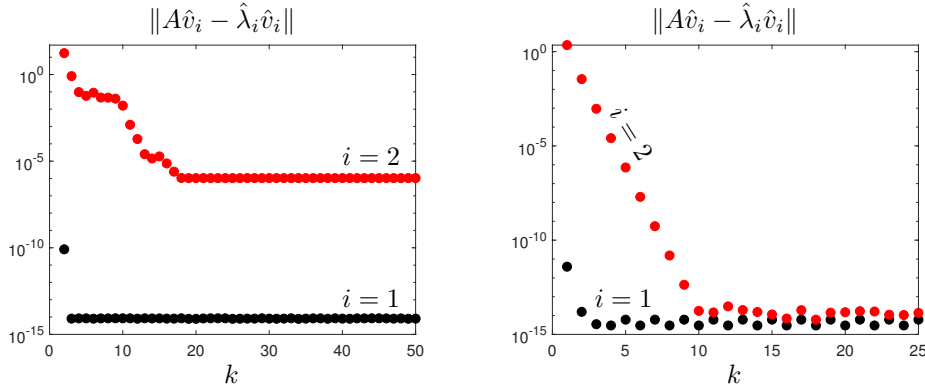 ‖Av̂ᵢ − λ̂ᵢv̂ᵢ‖
10⁰
10⁻⁵
10⁻¹⁰
10⁻¹⁵
i = 2
i = 1
0 10 20 30 40 50
k
‖Av̂ᵢ − λ̂ᵢv̂ᵢ‖
10⁰
10⁻⁵
10⁻¹⁰
10⁻¹⁵
i = 2
i = 1
0 5 10 15 20 25
k